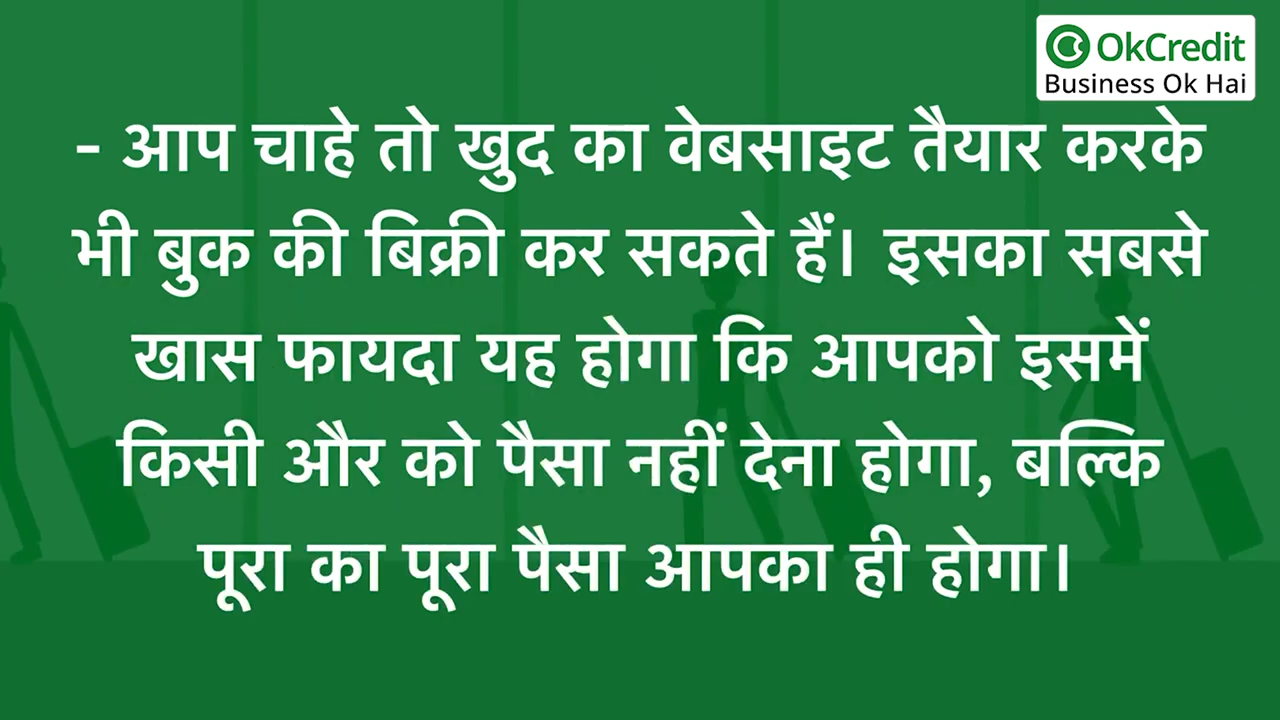 OkCredit
Business Ok Hai
- आप चाहे तो खुद का वेबसाइट तैयार करके
भी बुक की बिक्री कर सकते हैं। इसका सबसे
खास फायदा यह होगा कि आपको इसमें
किसी और को पैसा नहीं देना होगा, बल्कि
पूरा का पूरा पैसा आपका ही होगा।